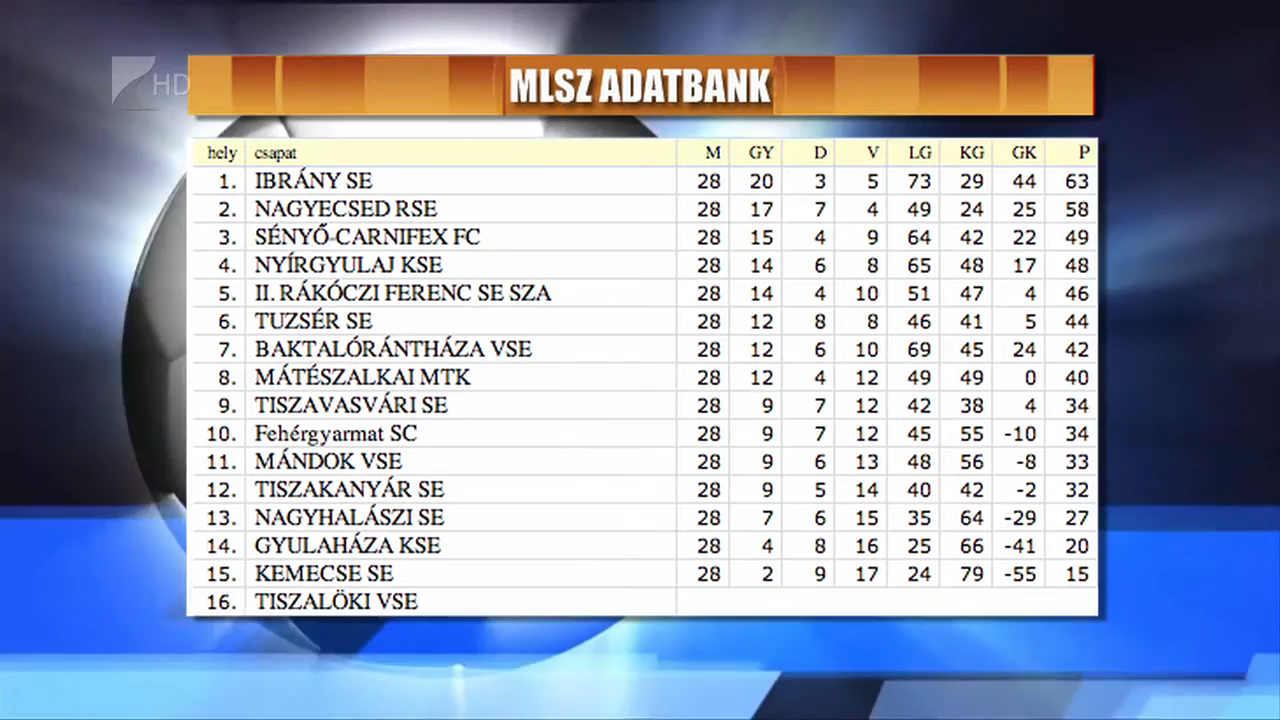 HD
MLSZ ADATBANK
hely csapat M GY D V LG KG GK P
1. IBRÁNY SE 28 20 3 5 73 29 44 63
2. NAGYECSED RSE 28 17 7 4 49 24 25 58
3. SÉNYŐ-CARNIFEX FC 28 15 4 9 64 42 22 49
4. NYÍRGYULAJ KSE 28 14 6 8 65 48 17 48
5. II. RÁKÓCZI FERENC SE SZA 28 14 4 10 51 47 4 46
6. TUZSÉR SE 28 12 8 8 46 41 5 44
7. BAKTALÓRÁNTHÁZA VSE 28 12 6 10 69 45 24 42
8. MÁTÉSZALKAI MTK 28 12 4 12 49 49 0 40
9. TISZAVASVÁRI SE 28 9 7 12 42 38 4 34
10. Fehérgyarmat SC 28 9 7 12 45 55 -10 34
11. MÁNDOK VSE 28 9 6 13 48 56 -8 33
12. TISZAKANYÁR SE 28 9 5 14 40 42 -2 32
13. NAGYHALÁSZI SE 28 7 6 15 35 64 -29 27
14. GYULAHÁZA KSE 28 4 8 16 25 66 -41 20
15. KEMECSE SE 28 2 9 17 24 79 -55 15
16. TISZALÖKI VSE